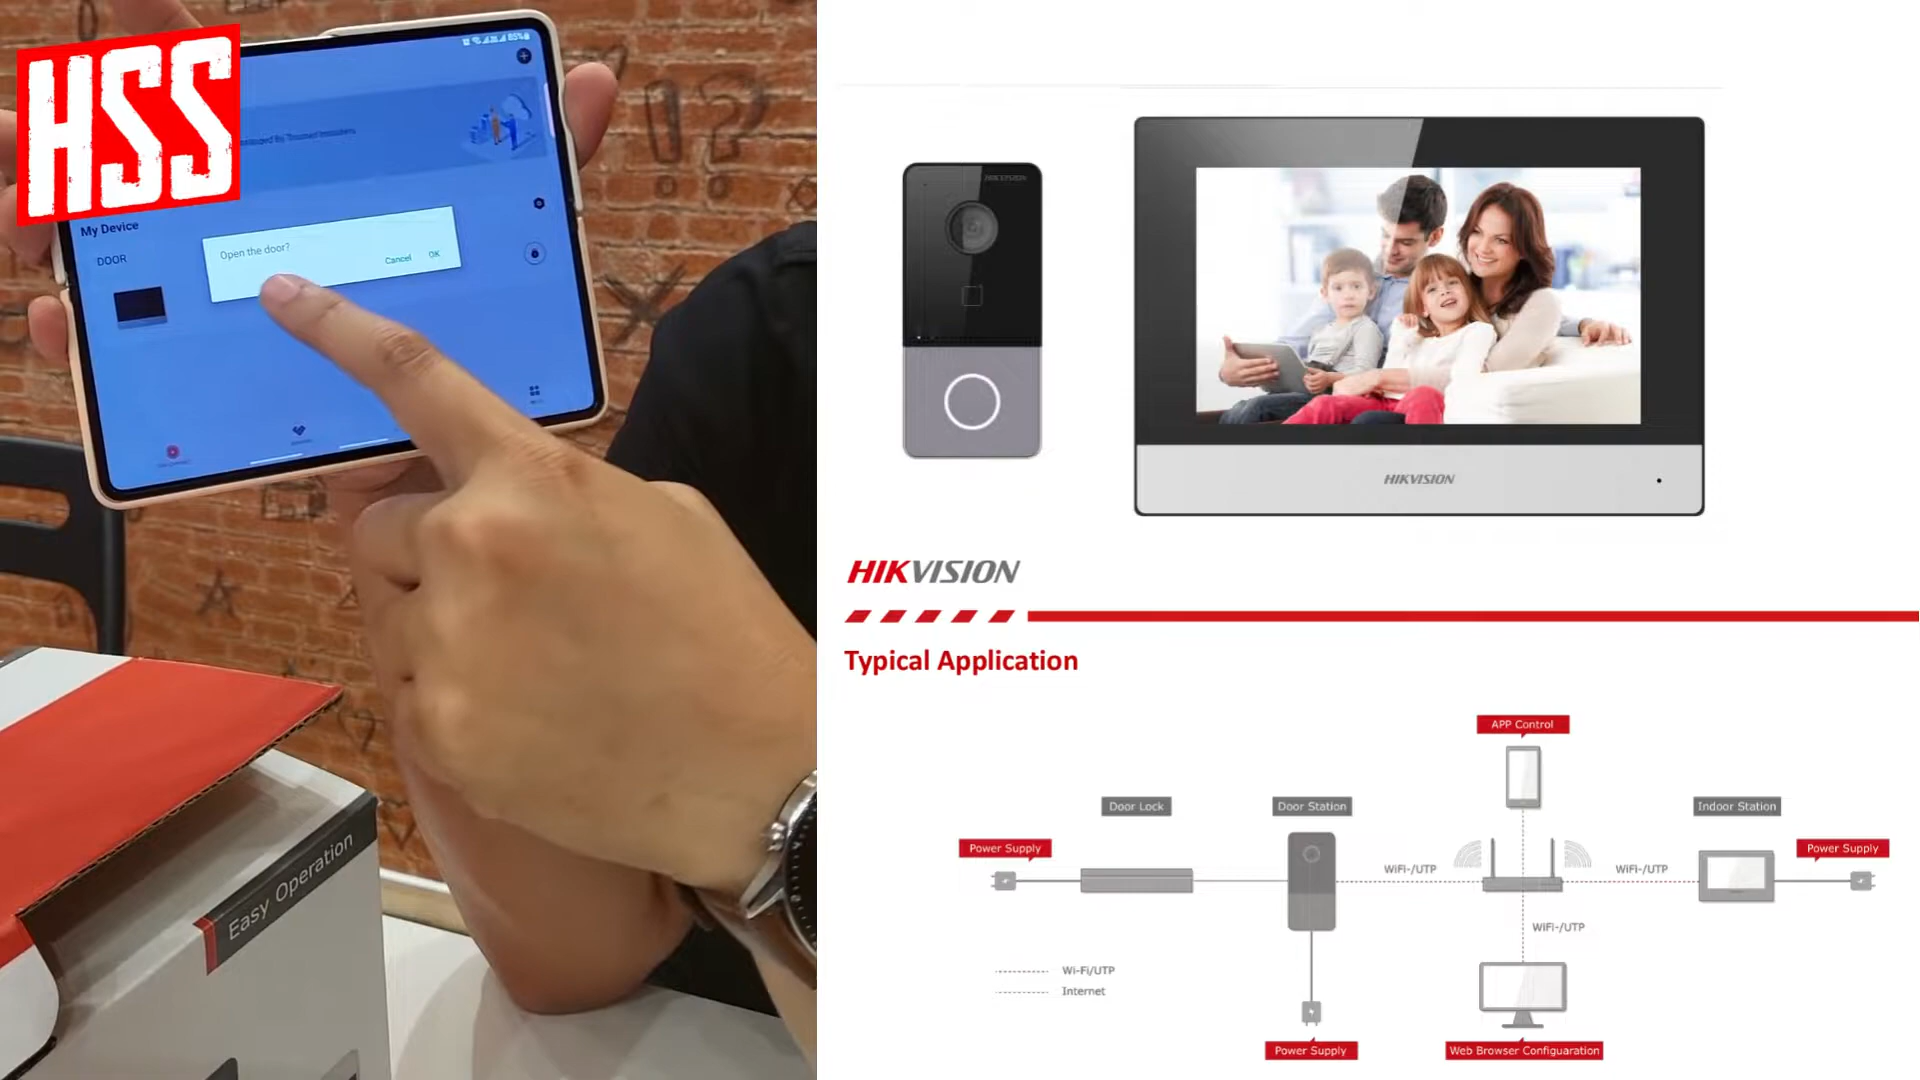 HSS
85%
My Device
DOOR
Open the door?
Cancel OK
Easy Operation
HIKVISION
HIKVISION
HIKVISION
Typical Application
APP Control
Door Lock
Door Station
Indoor Station
Power Supply
Power Supply
WiFi-/UTP
WiFi-/UTP
WiFi-/UTP
Wi-Fi/UTP
Internet
Power Supply
Web Browser Configuaration